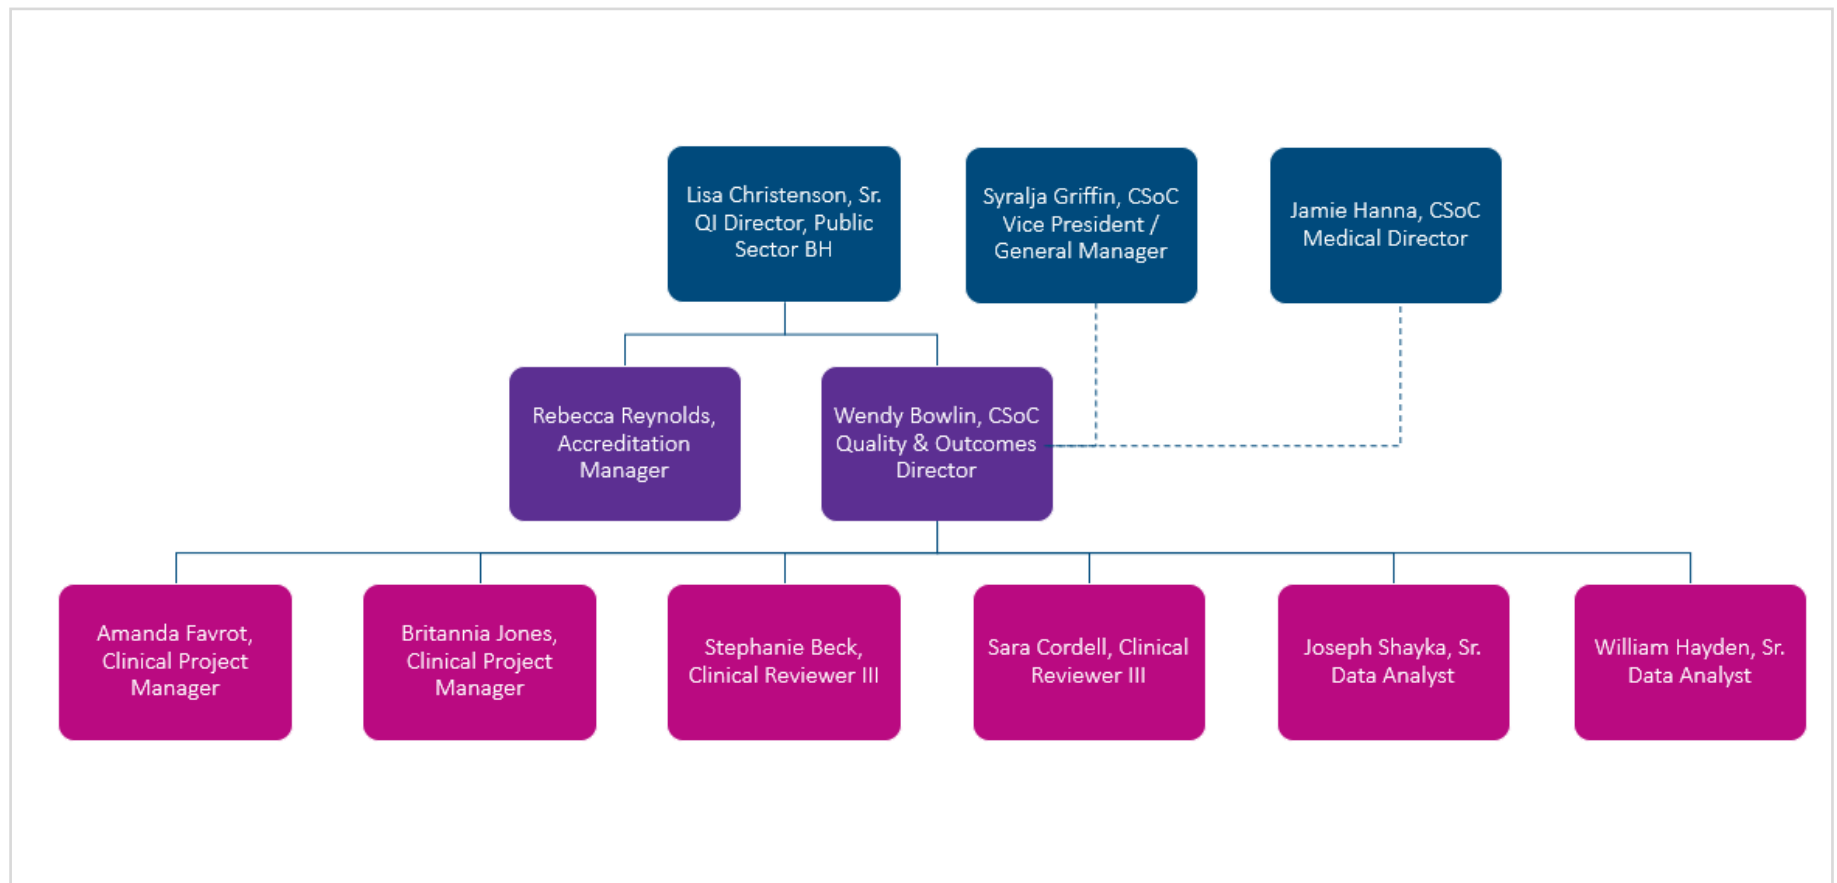 Lisa Christenson, Sr.
QI Director, Public
Sector BH
Syralja Griffin, CSoC
Vice President /
General Manager
Jamie Hanna, CSoC
Medical Director
Rebecca Reynolds,
Accreditation
Manager
Wendy Bowlin, CSoC
Quality & Outcomes
Director
Amanda Favrot,
Clinical Project
Manager
Britannia Jones,
Clinical Project
Manager
Stephanie Beck,
Clinical Reviewer III
Sara Cordell, Clinical
Reviewer III
Joseph Shayka, Sr.
Data Analyst
William Hayden, Sr.
Data Analyst